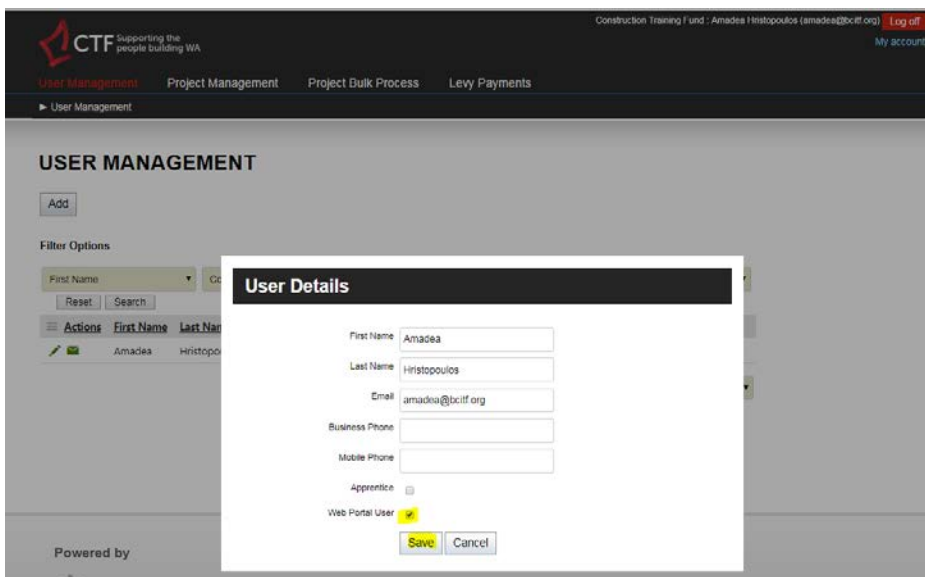 Construction Training Fund : Amadea Hristopoulos (amadea@bcitf.org) Log off
CTF Supporting the people building WA
My account
User Management Project Management Project Bulk Process Levy Payments
► User Management
USER MANAGEMENT
Add
Filter Options
First Name
Reset Search
Actions First Name Last Nam
Amadea Hristopo
User Details
First Name Amadea
Last Name Hristopoulos
Email amadea@bcitf.org
Business Phone
Mobile Phone
Apprentice
Web Portal User
Save Cancel
Powered by